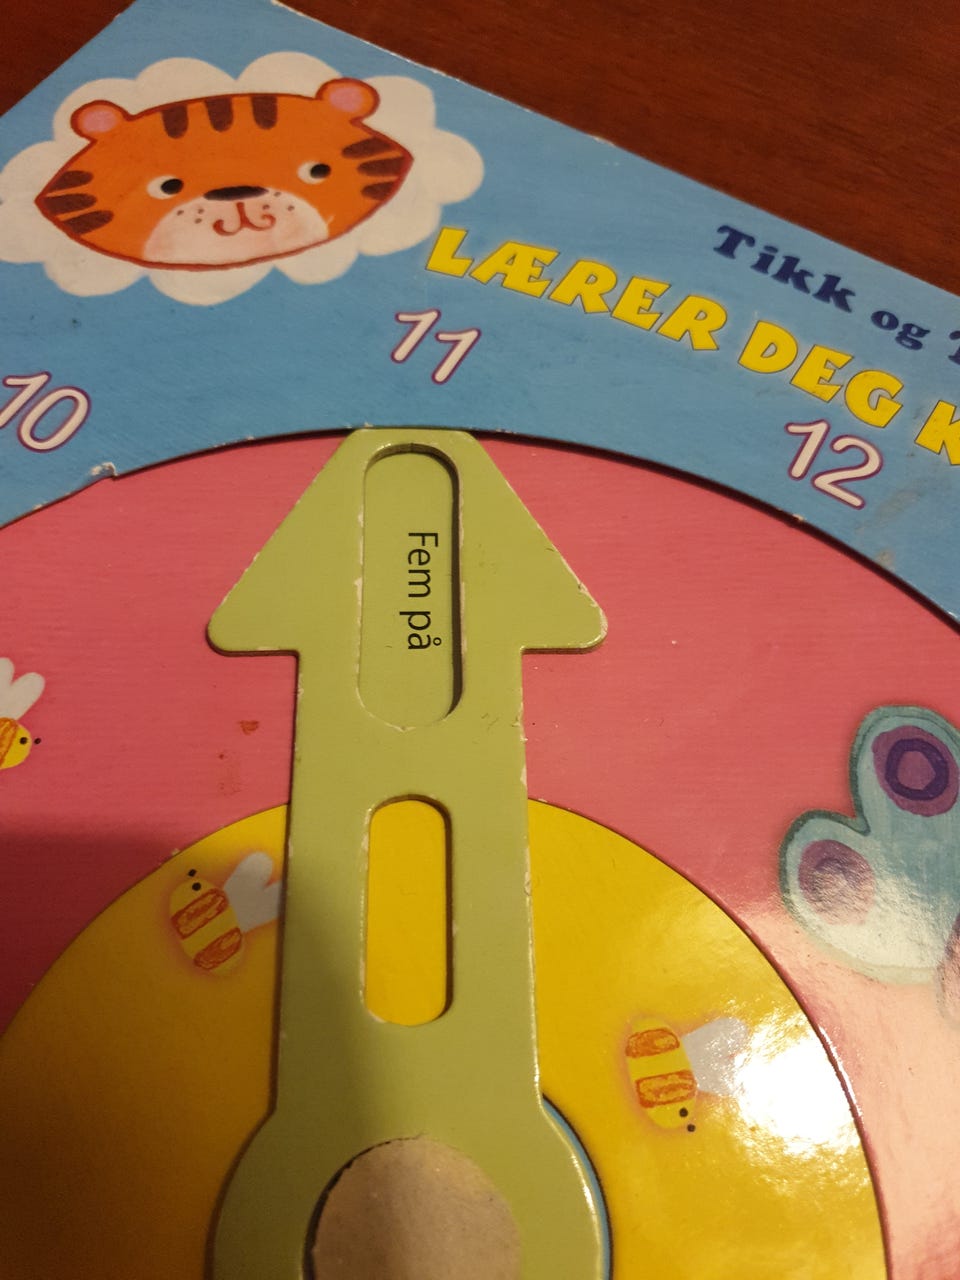 Tikk og
LÆRER DEG
10
11
12
Fem på